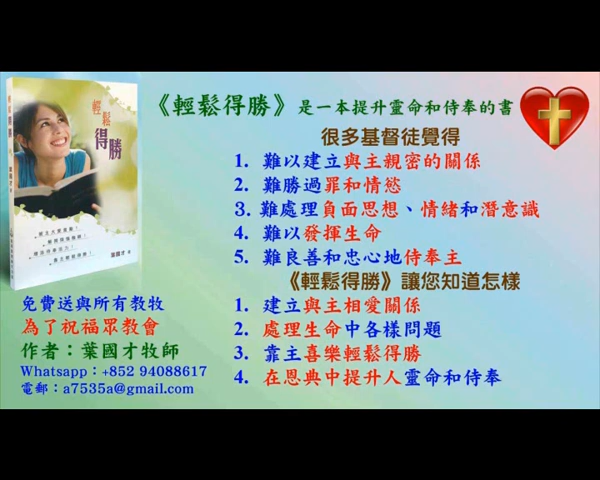 《輕鬆得勝》是一本提升靈命和侍奉的書
很多基督徒覺得
1. 難以建立與主親密的關係
2. 難勝過罪和情慾
3. 難處理負面思想、情緒和潛意識
4. 難以發揮生命
5. 難良善和忠心地侍奉主
《輕鬆得勝》讓您知道怎樣
1. 建立與主相愛關係
2. 處理生命中各樣問題
3. 靠主喜樂輕鬆得勝
4. 在恩典中提升人靈命和侍奉
輕鬆
得勝
葉國才 著
輕鬆得勝
免費送與所有教牧
為了祝福眾教會
作者：葉國才牧師
Whatsapp：+852 94088617
電郵：a7535a@gmail.com